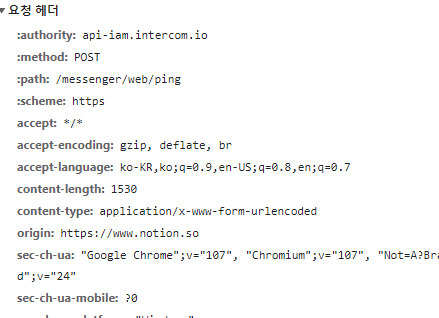 ▼ 요청 헤더
:authority: api-iam.intercom.io
:method: POST
:path: /messenger/web/ping
:scheme: https
accept: */*
accept-encoding: gzip, deflate, br
accept-language: ko-KR,ko;q=0.9,en-US;q=0.8,en;q=0.7
content-length: 1530
content-type: application/x-www-form-urlencoded
origin: https://www.notion.so
sec-ch-ua: "Google Chrome";v="107", "Chromium";v="107", "Not=A?Bra
d";v="24"
sec-ch-ua-mobile: ?0